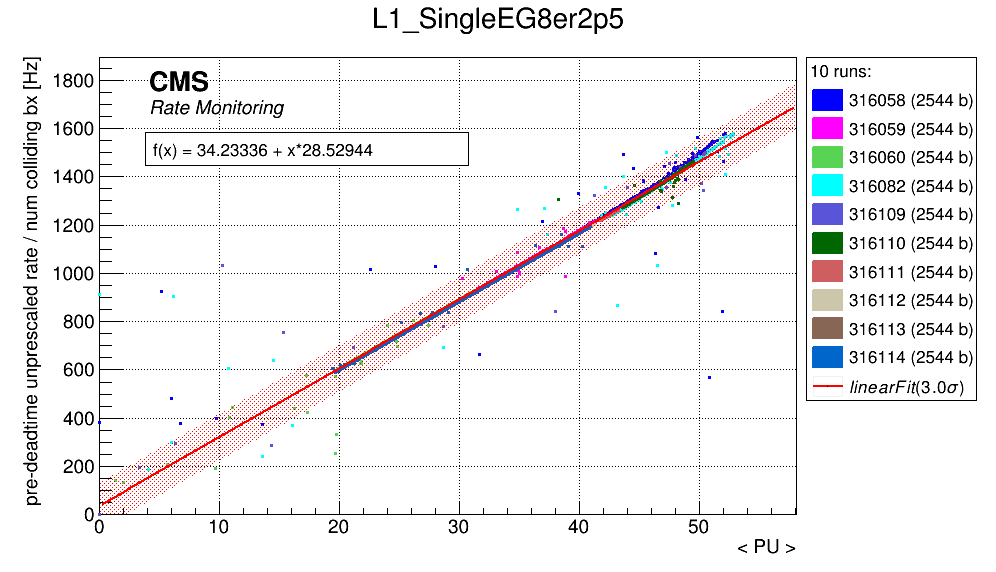 L1_SingleEG8er2p5
pre-deadtime unprescaled rate / num colliding bx [Hz]
1800
1600
1400
1200
1000
800
600
400
200
0
CMS
Rate Monitoring
f(x) = 34.23336 + x*28.52944
0 10 20 30 40 50
< PU >
10 runs:
316058 (2544 b)
316059 (2544 b)
316060 (2544 b)
316082 (2544 b)
316109 (2544 b)
316110 (2544 b)
316111 (2544 b)
316112 (2544 b)
316113 (2544 b)
316114 (2544 b)
linearFit(3.0σ)